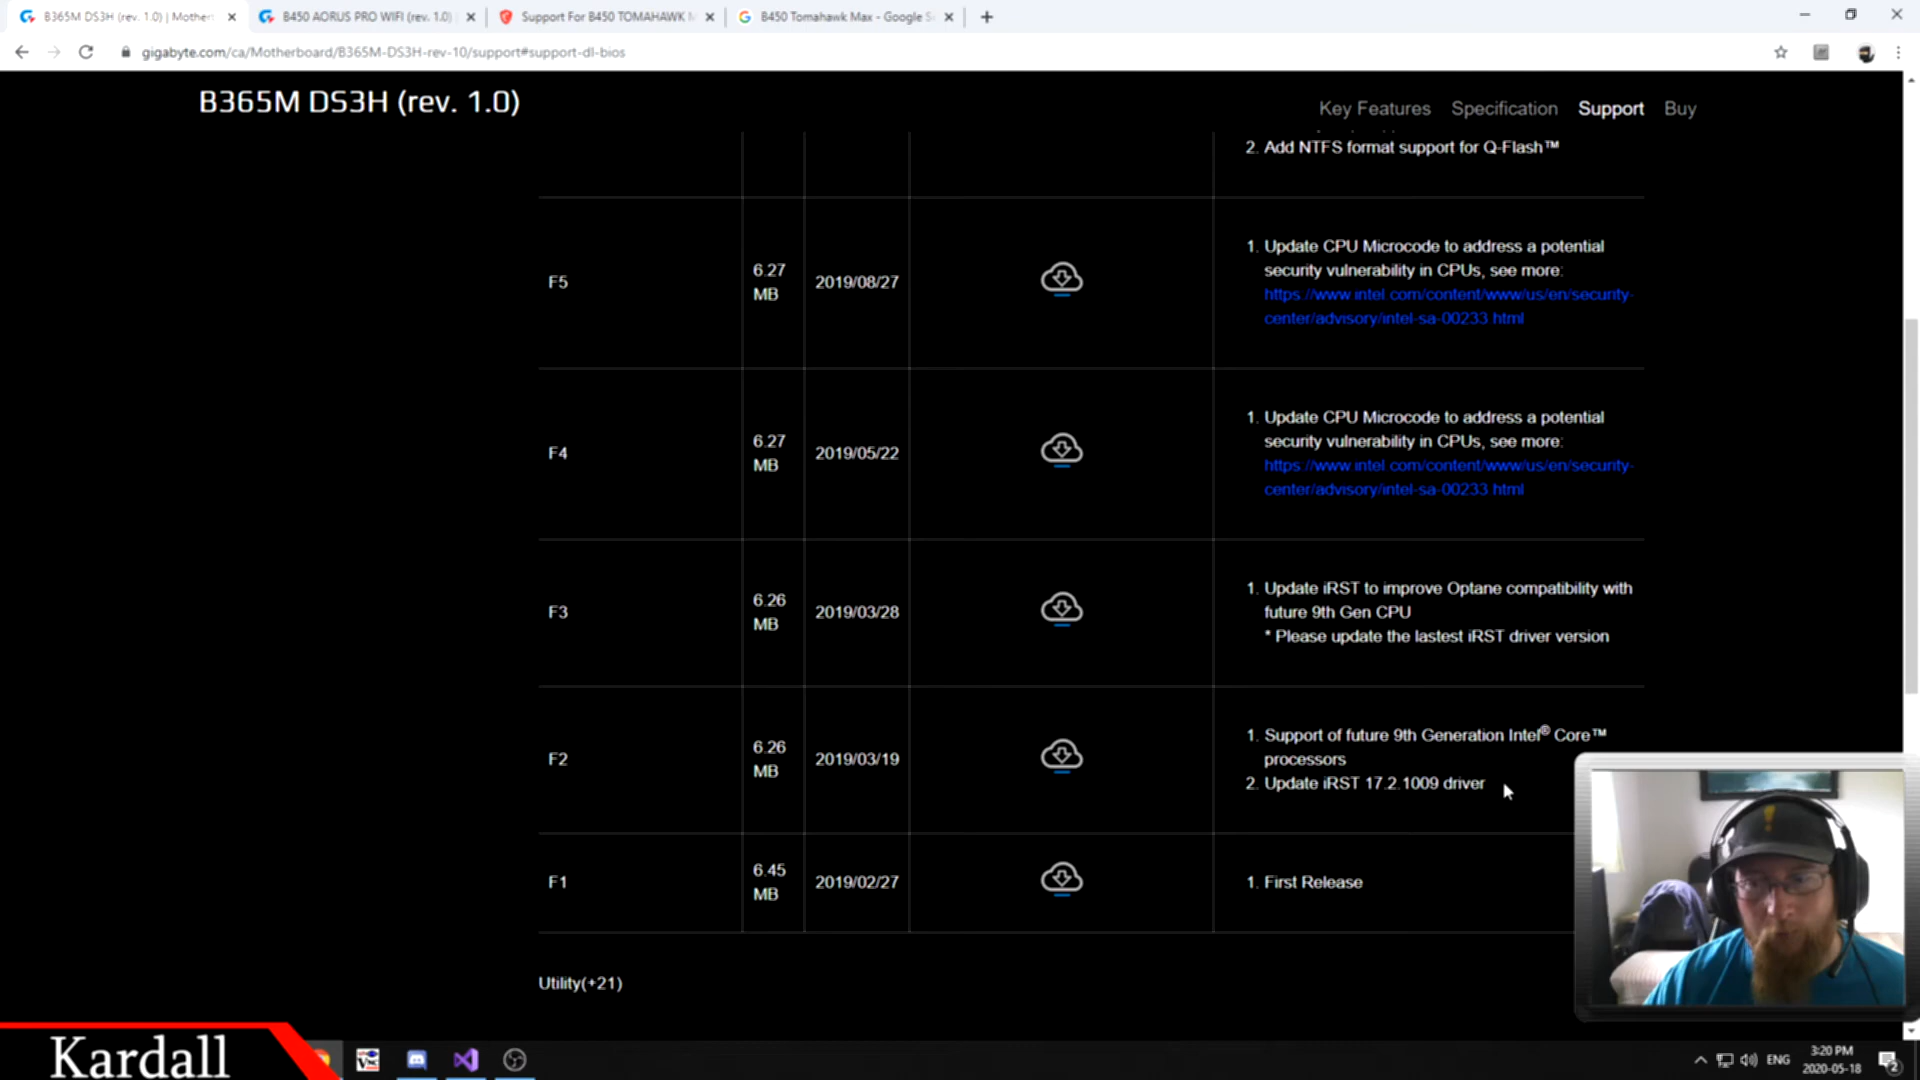 B365M DS3H (rev. 1.0) | Mother
B450 AORUS PRO WIFI (rev. 1.0)
Support For B450 TOMAHAWK M
B450 Tomahawk Max - Google S
gigabyte.com/ca/Motherboard/B365M-DS3H-rev-10/support#support-dl-bios
B365M DS3H (rev. 1.0)
Key Features
Specification
Support
Buy
2. Add NTFS format support for Q-Flash™
F5
6.27
MB
2019/08/27
1. Update CPU Microcode to address a potential
security vulnerability in CPUs, see more:
https://www.intel.com/content/www/us/en/security-
center/advisory/intel-sa-00233.html
F4
6.27
MB
2019/05/22
1. Update CPU Microcode to address a potential
security vulnerability in CPUs, see more:
https://www.intel.com/content/www/us/en/security-
center/advisory/intel-sa-00233.html
F3
6.26
MB
2019/03/28
1. Update iRST to improve Optane compatibility with
future 9th Gen CPU
* Please update the lastest iRST driver version
F2
6.26
MB
2019/03/19
1. Support of future 9th Generation Intel® Core™
processors
2. Update iRST 17.2.1009 driver
F1
6.45
MB
2019/02/27
1. First Release
Utility(+21)
Kardall
ENG
3:20 PM
2020-05-18
2